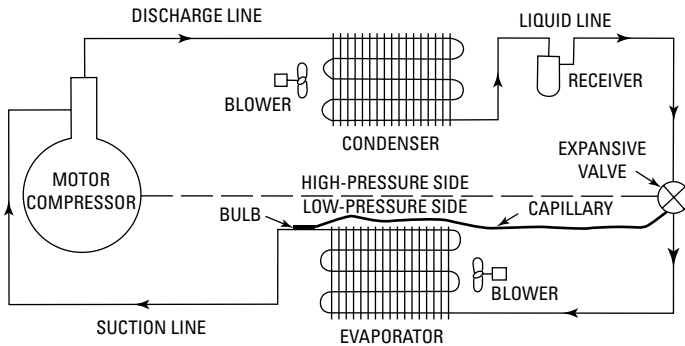 DISCHARGE LINE
LIQUID LINE
RECEIVER
BLOWER
CONDENSER
EXPANSIVE
VALVE
MOTOR
COMPRESSOR
HIGH-PRESSURE SIDE
LOW-PRESSURE SIDE
BULB
CAPILLARY
BLOWER
SUCTION LINE
EVAPORATOR